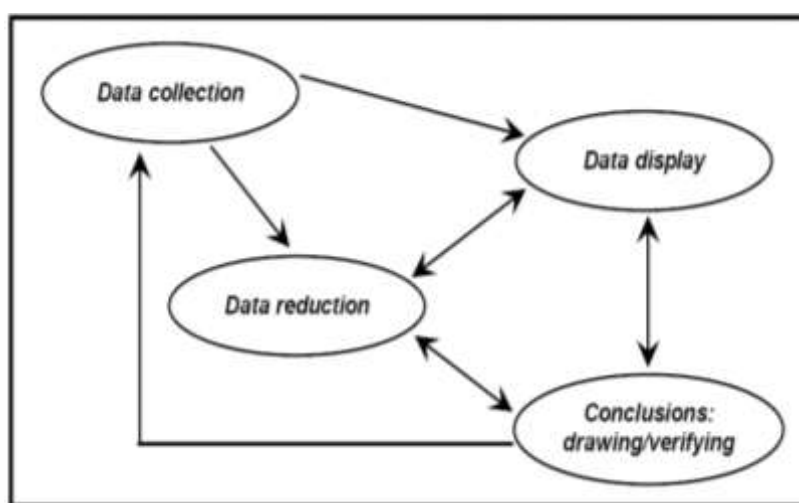 Data collection
Data display
Data reduction
Conclusions:
drawing/verifying